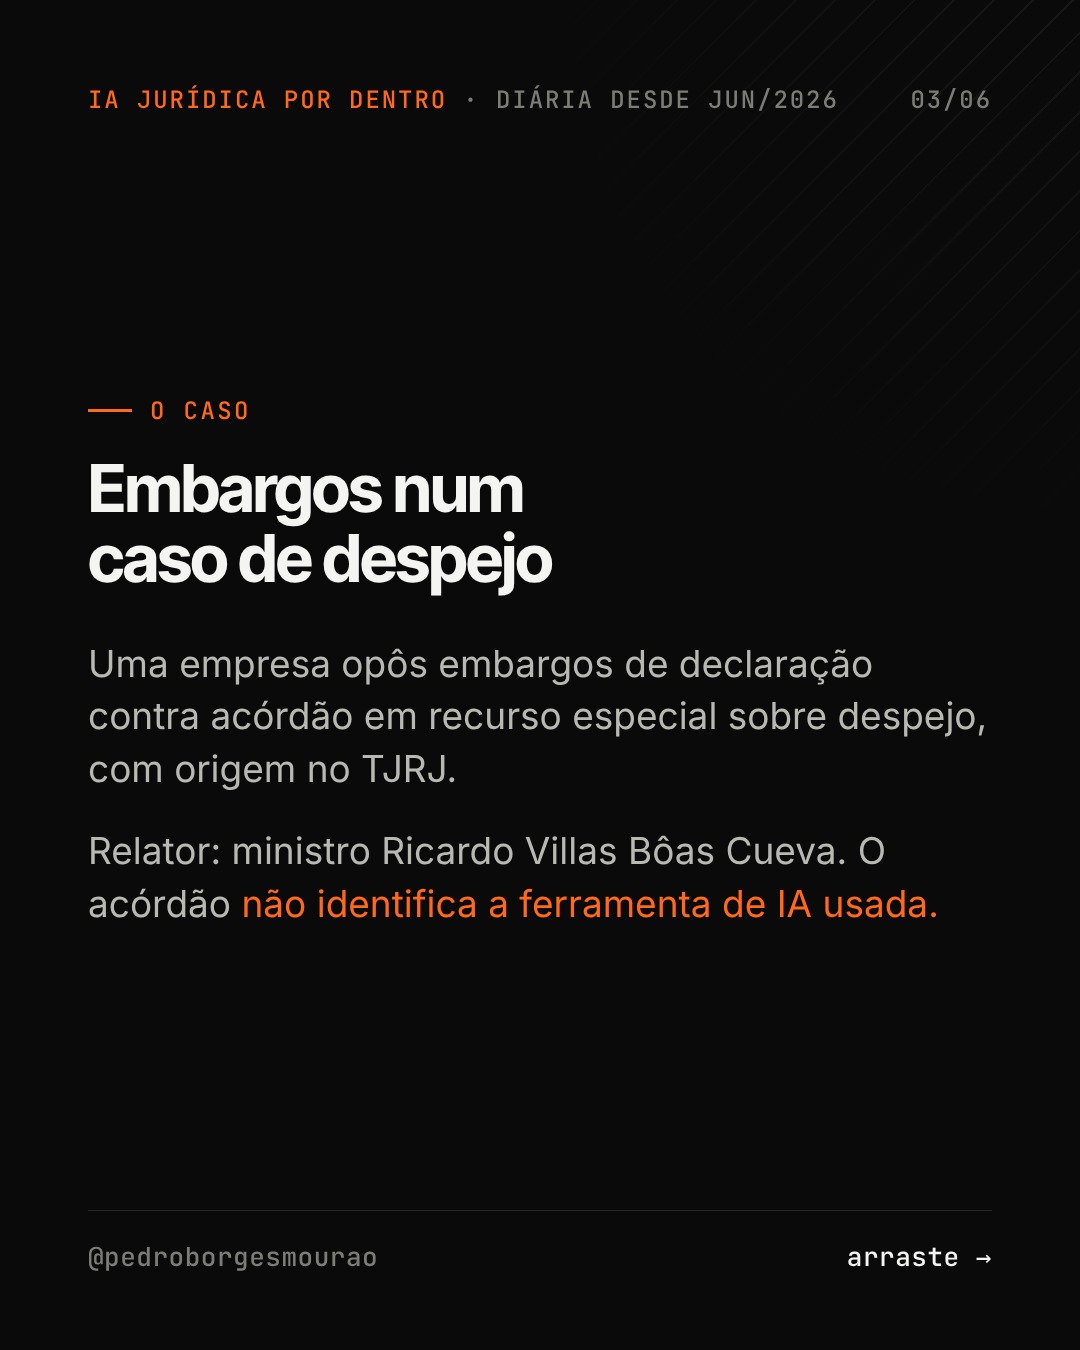 IA JURÍDICA POR DENTRO · DIÁRIA DESDE JUN/2026 03/06
O CASO
Embargos num
caso de despejo
Uma empresa opôs embargos de declaração
contra acórdão em recurso especial sobre despejo,
com origem no TJRJ.
Relator: ministro Ricardo Villas Bôas Cueva. O
acórdão não identifica a ferramenta de IA usada.
@pedroborgesmourao arraste →